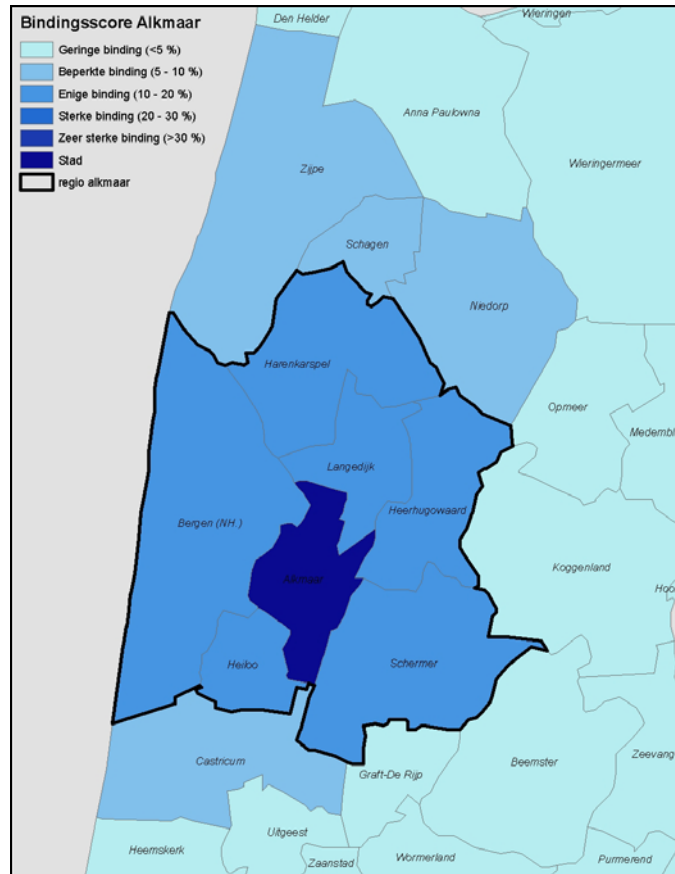 Bindingsscore Alkmaar
Geringe binding (<5 %)
Beperkte binding (5 - 10 %)
Enige binding (10 - 20 %)
Sterke binding (20 - 30 %)
Zeer sterke binding (>30 %)
Stad
regio alkmaar
Den Helder
Wieringen
Anna Paulowna
Wieringermeer
Zijpe
Schagen
Niedorp
Harenkarspel
Opmeer
Medembl
Langedijk
Heerhugowaard
Bergen (NH.)
Koggenland
Alkmaar
Hoo
Heiloo
Schermer
Castricum
Graft-De Rijp
Beemster
Zeevang
Uitgeest
Heemskerk
Zaanstad
Wormerland
Purmerend